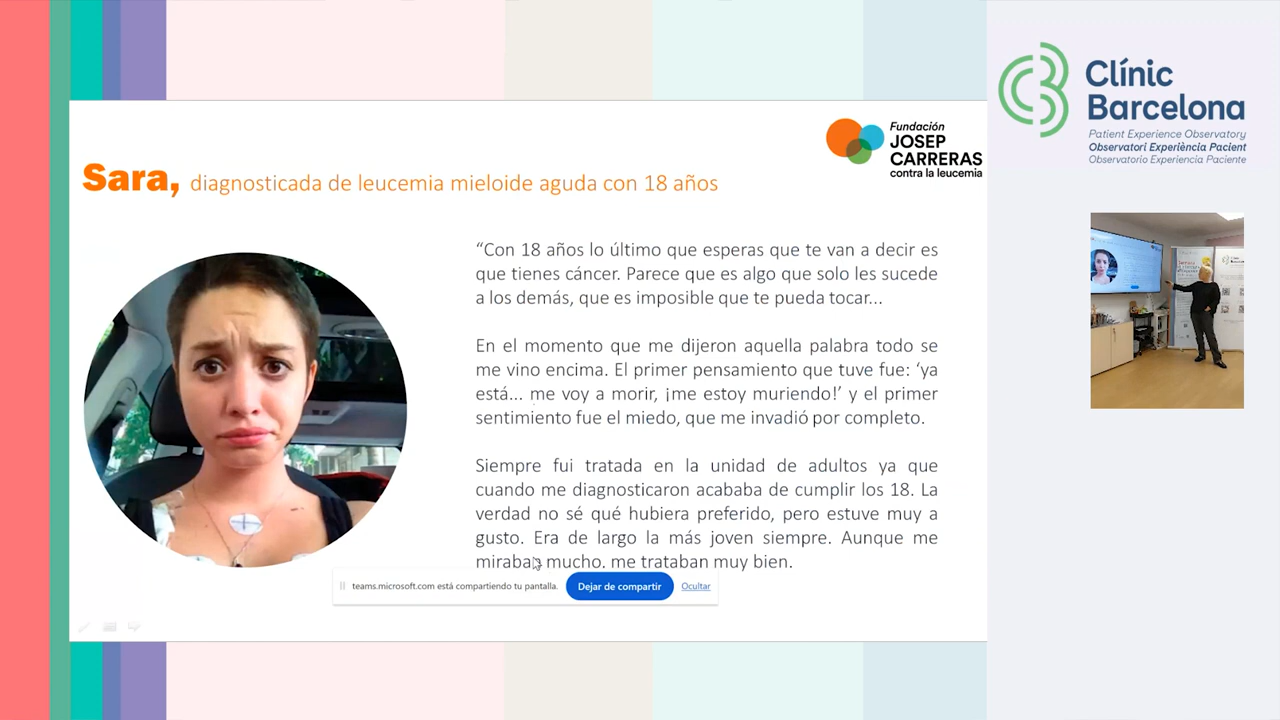 Clínic
Barcelona
Patient Experience Observatory
Observatori Experiència Pacient
Observatorio Experiencia Paciente
Fundación
JOSEP
CARRERAS
contra la leucemia
Sara, diagnosticada de leucemia mieloide aguda con 18 años
“Con 18 años lo último que esperas que te van a decir es
que tienes cáncer. Parece que es algo que solo les sucede
a los demás, que es imposible que te pueda tocar...
En el momento que me dijeron aquella palabra todo se
me vino encima. El primer pensamiento que tuve fue: ‘ya
está... me voy a morir, ¡me estoy muriendo!’ y el primer
sentimiento fue el miedo, que me invadió por completo.
Siempre fui tratada en la unidad de adultos ya que
cuando me diagnosticaron acababa de cumplir los 18. La
verdad no sé qué hubiera preferido, pero estuve muy a
gusto. Era de largo la más joven siempre. Aunque me
miraban mucho, me trataban muy bien.
teams.microsoft.com está compartiendo tu pantalla.
Dejar de compartir
Ocultar